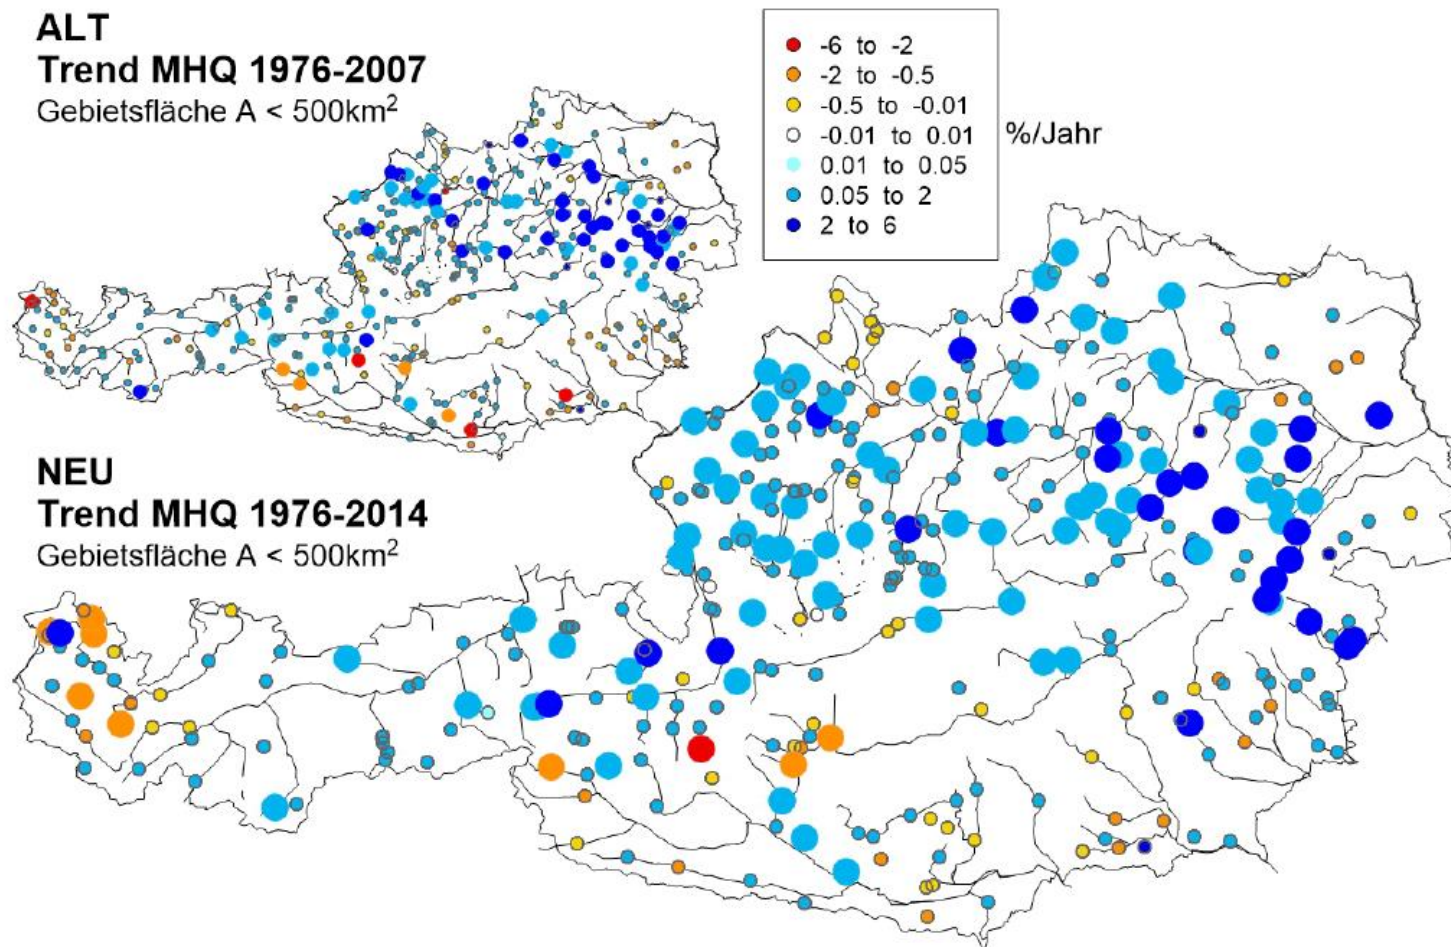 ALT
Trend MHQ 1976-2007
Gebietsfläche A < 500km²
-6 to -2
-2 to -0.5
-0.5 to -0.01
-0.01 to 0.01
0.01 to 0.05
0.05 to 2
2 to 6
%/Jahr
NEU
Trend MHQ 1976-2014
Gebietsfläche A < 500km²